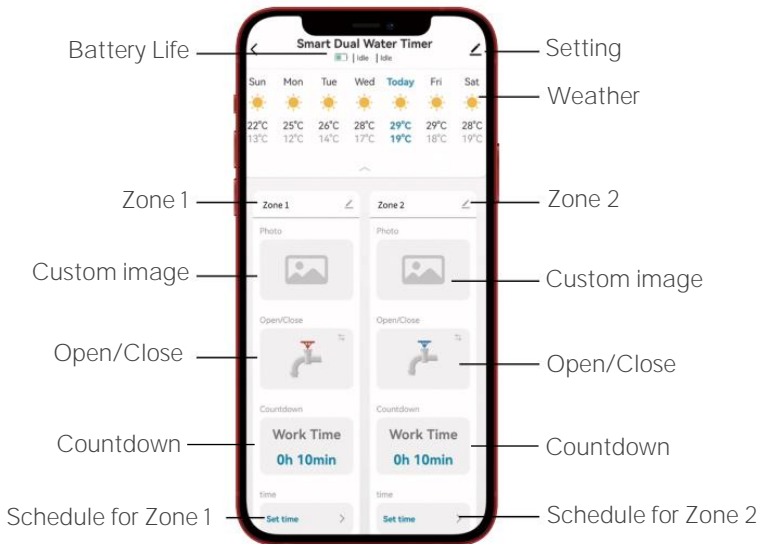 Smart Dual Water Timer
Battery Life
Setting
| Idle | Idle
Sun Mon Tue Wed Today Fri Sat
Weather
22°C 25°C 26°C 28°C 29°C 29°C 28°C
13°C 12°C 14°C 17°C 19°C 18°C 19°C
Zone 1
Zone 1
Zone 2
Zone 2
Photo
Photo
Custom image
Custom image
Open/Close
Open/Close
Open/Close
Open/Close
Countdown
Countdown
Countdown
Work Time
0h 10min
Work Time
0h 10min
Countdown
time
time
Schedule for Zone 1
Set time >
Set time >
Schedule for Zone 2